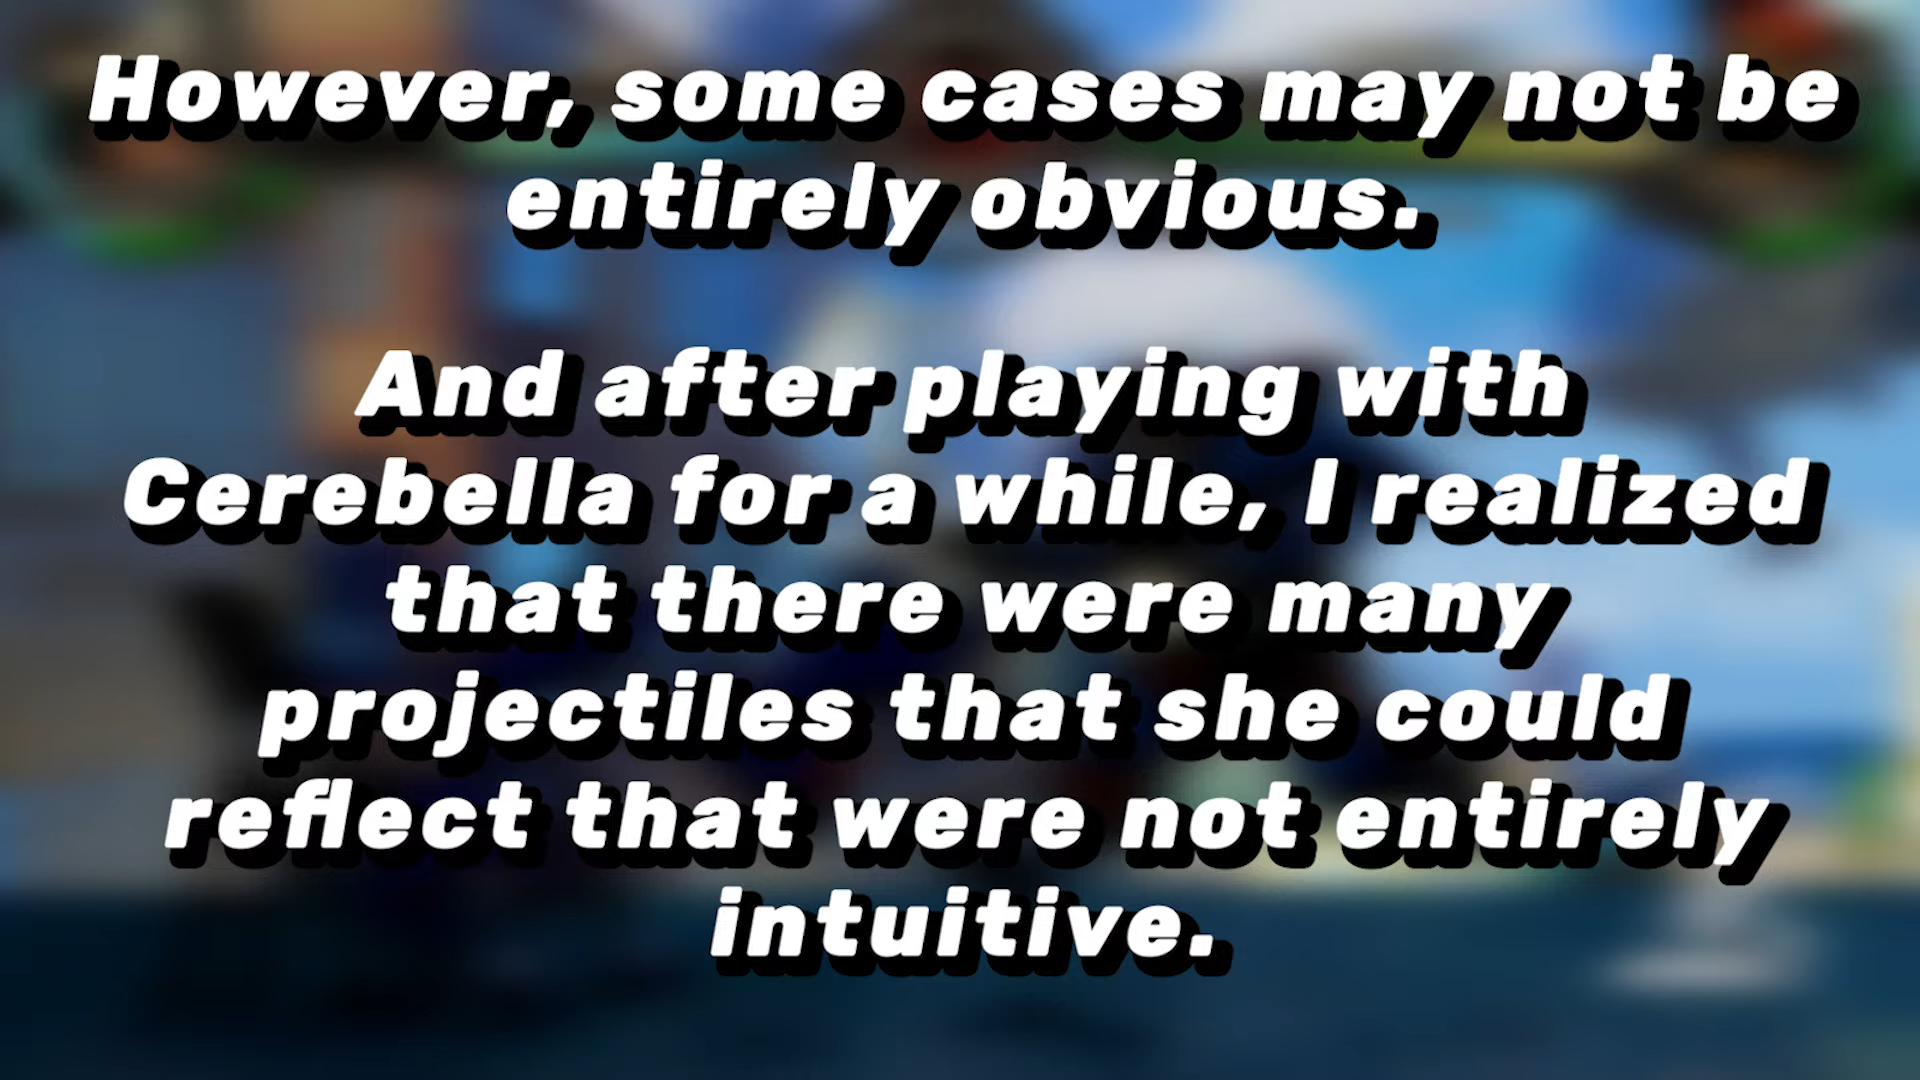 However, some cases may not be
entirely obvious.
And after playing with
Cerebella for a while, I realized
that there were many
projectiles that she could
reflect that were not entirely
intuitive.